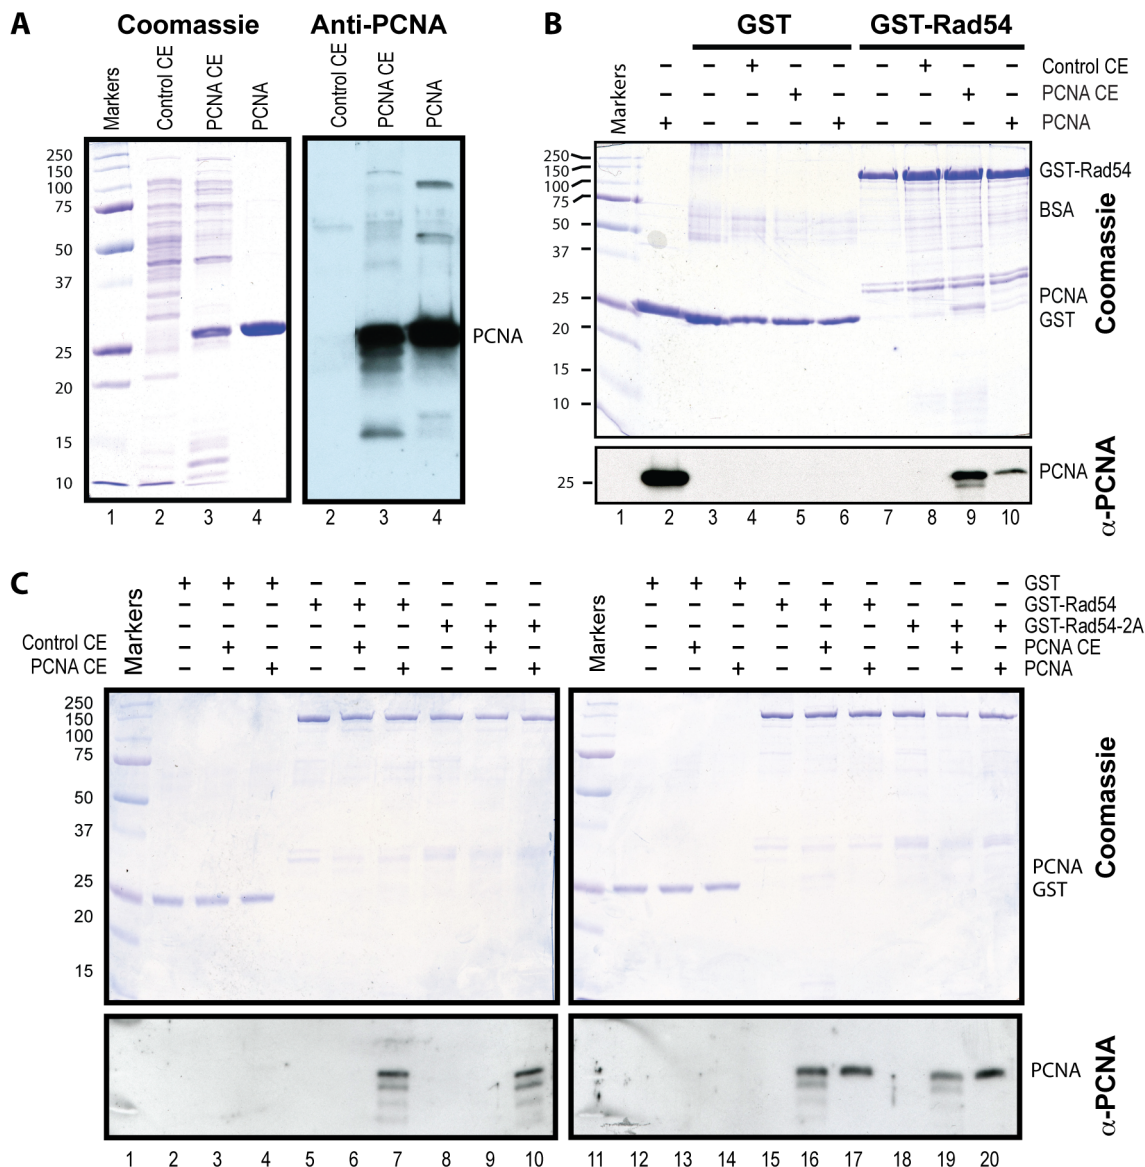 A
Coomassie
Anti-PCNA
Markers
Control CE
PCNA CE
PCNA
Control CE
PCNA CE
PCNA
250
150
100
75
50
37
25
20
15
10
PCNA
1 2 3 4 2 3 4
B
GST GST-Rad54
Markers
− − + − − − + − − Control CE
− − − + − − − + − PCNA CE
+ − − − + − − − + PCNA
250
150
100
75
50
37
25
20
15
10
GST-Rad54
BSA
PCNA
GST
Coomassie
25
PCNA
α-PCNA
1 2 3 4 5 6 7 8 9 10
C
Markers
+ + + − − − − − −
− − − + + + − − −
− − − − − − + + +
Control CE − + − − + − − + −
PCNA CE − − + − − + − − +
Markers
+ + + − − − − − − GST
− − − + + + − − − GST-Rad54
− − − − − − + + + GST-Rad54-2A
− + − − + − − + − PCNA CE
− − + − − + − − + PCNA
250
150
100
75
50
37
25
20
15
PCNA
GST
Coomassie
PCNA
α-PCNA
1 2 3 4 5 6 7 8 9 10 11 12 13 14 15 16 17 18 19 20